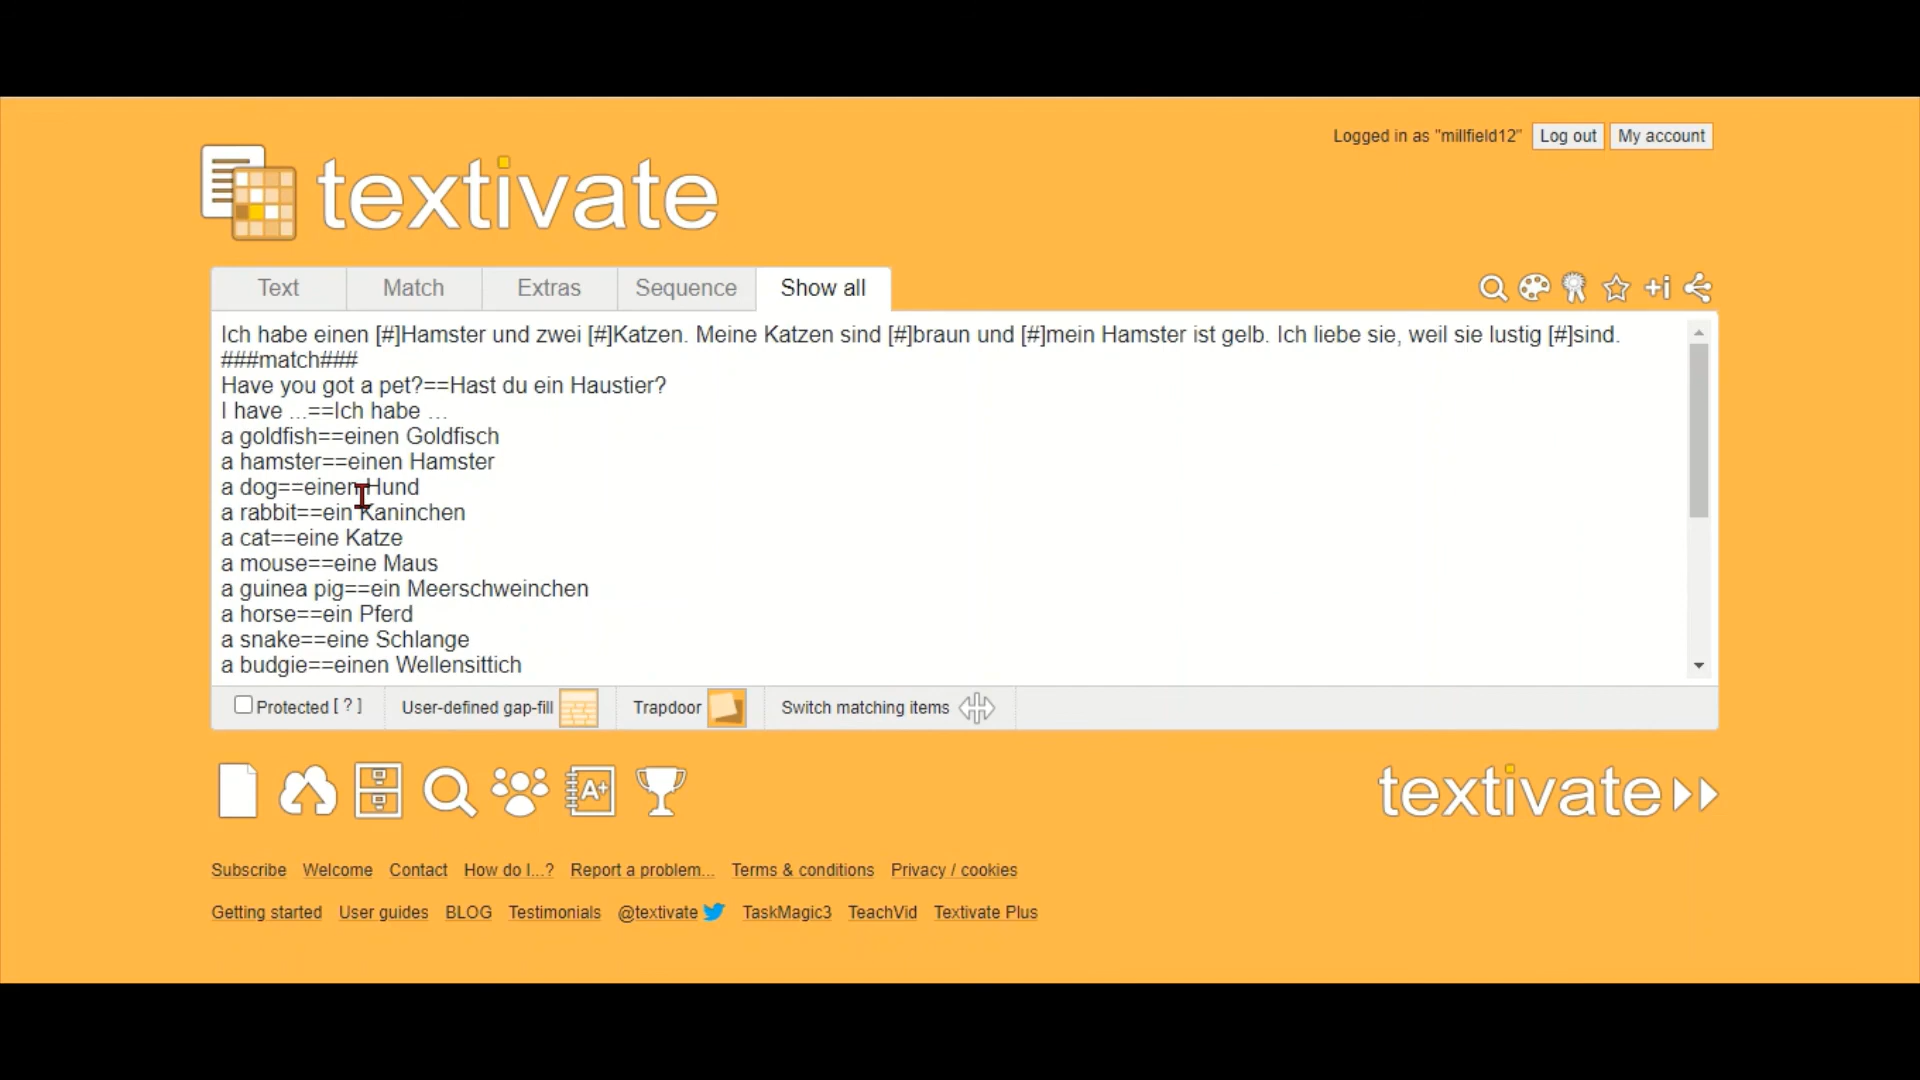 Logged in as "millfield12" Log out My account
textivate
Text Match Extras Sequence Show all
+i
Ich habe einen [#]Hamster und zwei [#]Katzen. Meine Katzen sind [#]braun und [#]mein Hamster ist gelb. Ich liebe sie, weil sie lustig [#]sind.
###match###
Have you got a pet?==Hast du ein Haustier?
I have ...==Ich habe …
a goldfish==einen Goldfisch
a hamster==einen Hamster
a dog==einen Hund
a rabbit==ein Kaninchen
a cat==eine Katze
a mouse==eine Maus
a guinea pig==ein Meerschweinchen
a horse==ein Pferd
a snake==eine Schlange
a budgie==einen Wellensittich
Protected [ ? ] User-defined gap-fill Trapdoor Switch matching items
A+
textivate
Subscribe Welcome Contact How do I...? Report a problem... Terms & conditions Privacy / cookies
Getting started User guides BLOG Testimonials @textivate TaskMagic3 TeachVid Textivate Plus